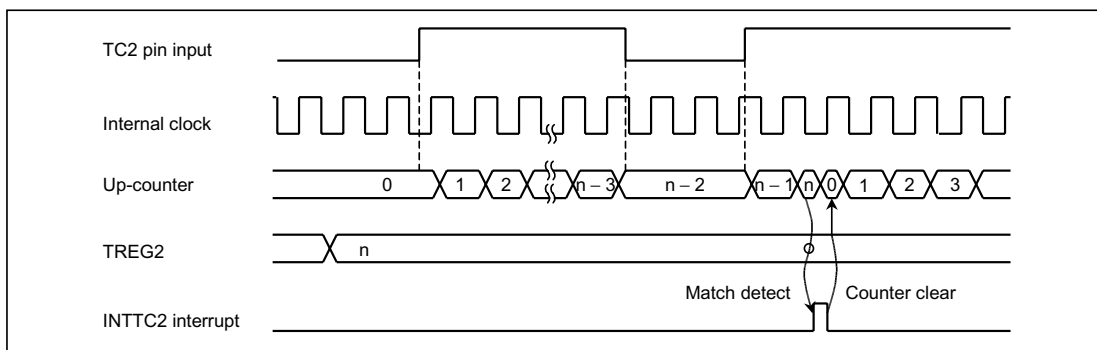 TC2 pin input
Internal clock
Up-counter
0 1 2 n – 3 n – 2 n – 1 n 0 1 2 3
TREG2
n
Match detect Counter clear
INTTC2 interrupt